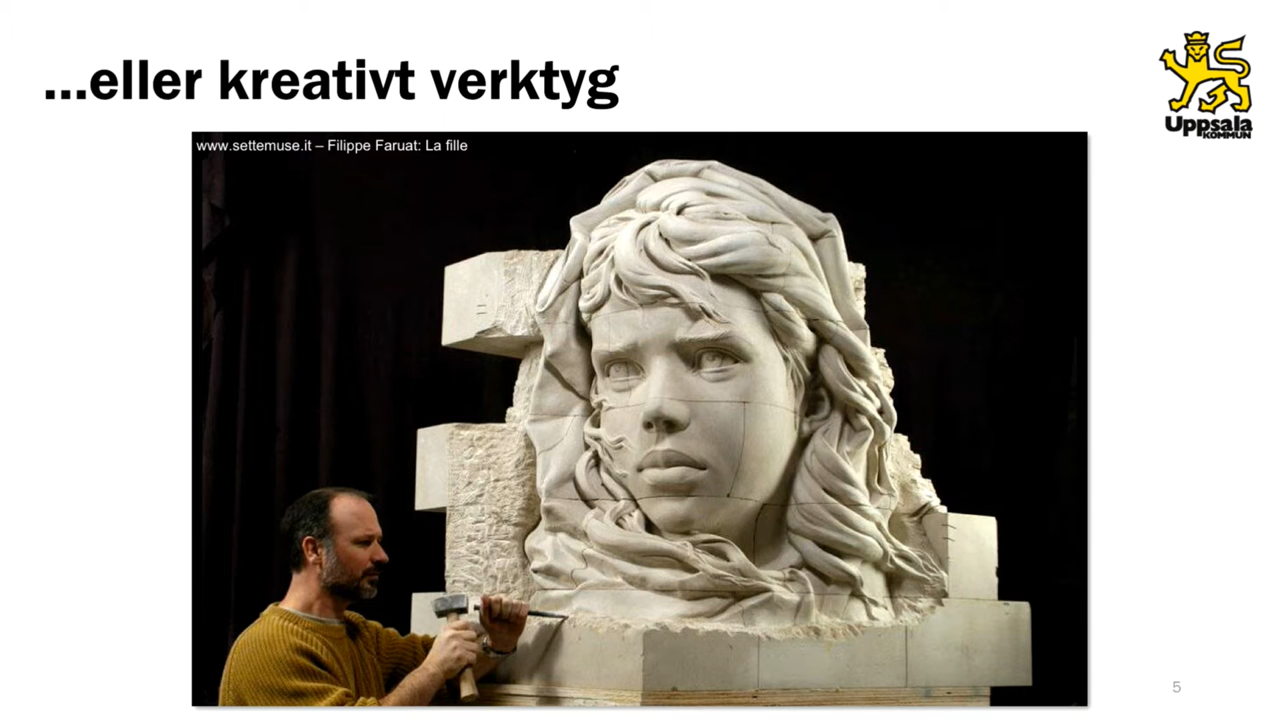 ...eller kreativt verktyg
Uppsala
KOMMUN
www.settemuse.it – Filippe Faruat: La fille
5